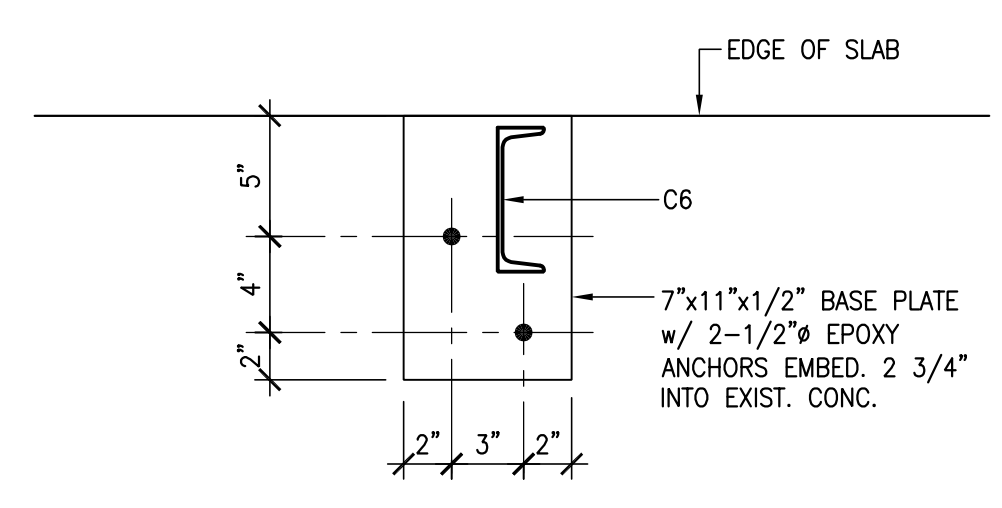 EDGE OF SLAB
5"
C6
4"
7"x11"x1/2" BASE PLATE
w/ 2-1/2"ø EPOXY
ANCHORS EMBED. 2 3/4"
INTO EXIST. CONC.
2"
2" 3" 2"